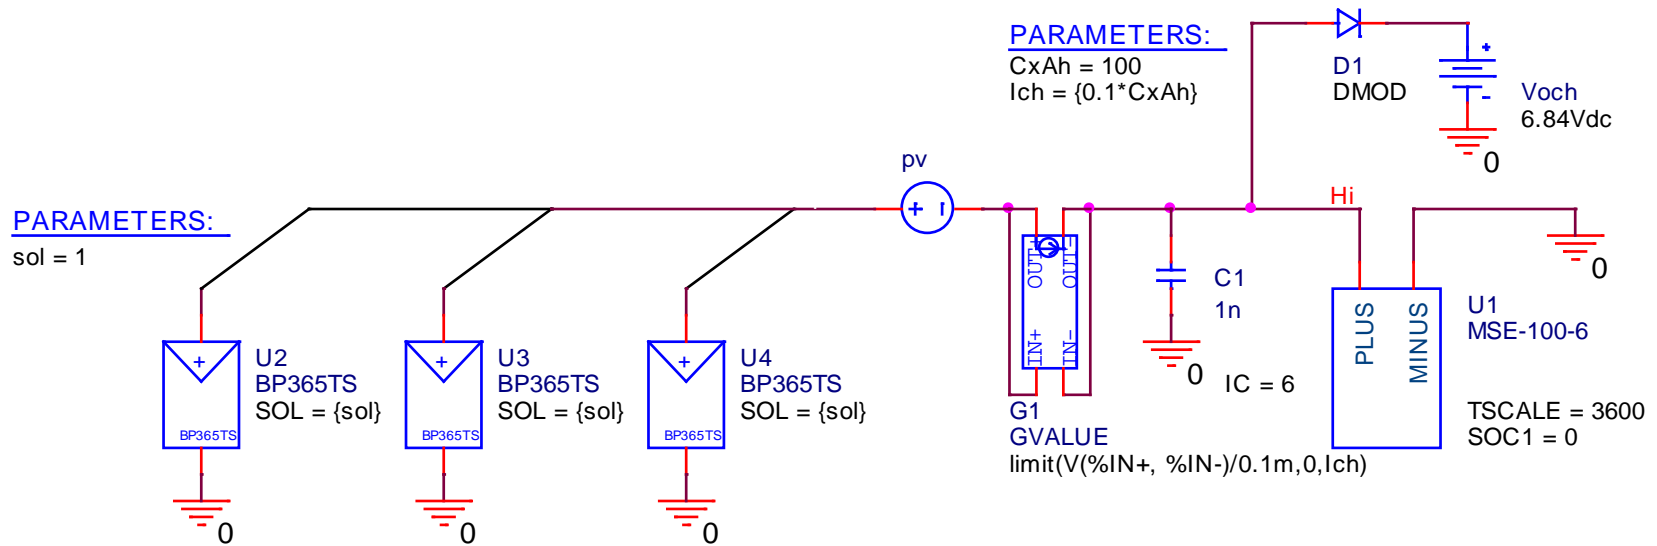 PARAMETERS:
CxAh = 100
Ich = {0.1*CxAh}
D1
DMOD
+
-
Voch
6.84Vdc
0
pv
+ -
Hi
PARAMETERS:
sol = 1
0
OUT+
OUT-
IN+
IN-
C1
1n
0
IC = 6
PLUS
MINUS
U1
MSE-100-6
TSCALE = 3600
SOC1 = 0
+
U2
BP365TS
SOL = {sol}
BP365TS
0
+
U3
BP365TS
SOL = {sol}
BP365TS
0
+
U4
BP365TS
SOL = {sol}
BP365TS
0
G1
GVALUE
limit(V(%IN+, %IN-)/0.1m,0,Ich)